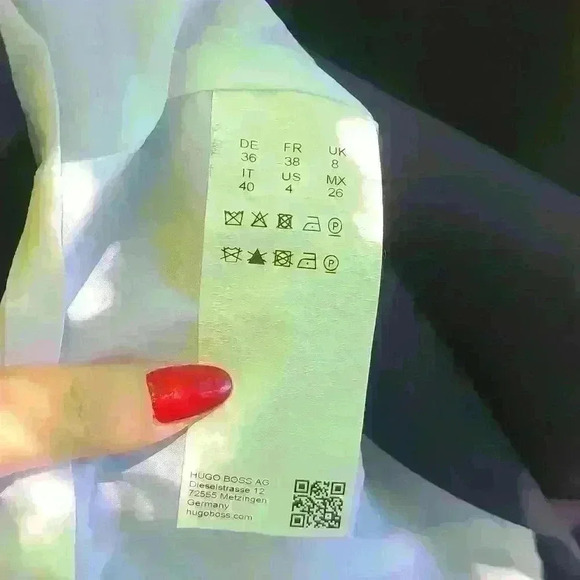 DE FR UK
36 38 8
IT US MX
40 4 26
P
P
HUGO BOSS AG
Dieselstrasse 12
72555 Metzingen
Germany
hugoboss.com